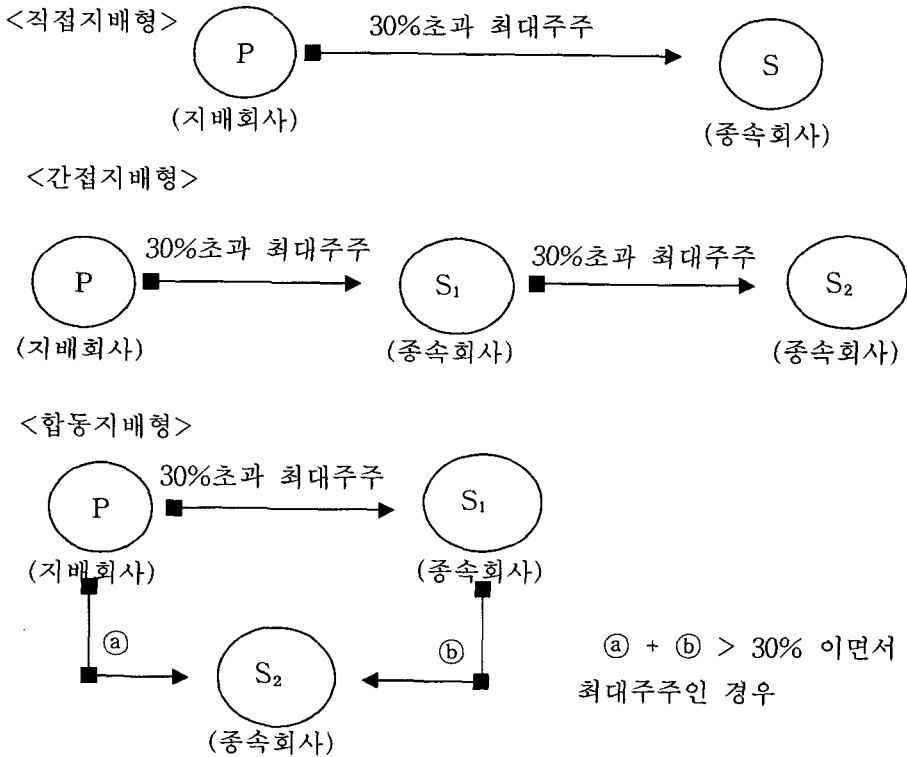 <직접지배형>
30%초과 최대주주
P
S
(지배회사)
(종속회사)
<간접지배형>
30%초과 최대주주
30%초과 최대주주
P
S₁
S₂
(지배회사)
(종속회사)
(종속회사)
<합동지배형>
30%초과 최대주주
P
S₁
(지배회사)
(종속회사)
ⓐ
ⓑ
S₂
(종속회사)
ⓐ + ⓑ > 30% 이면서
최대주주인 경우